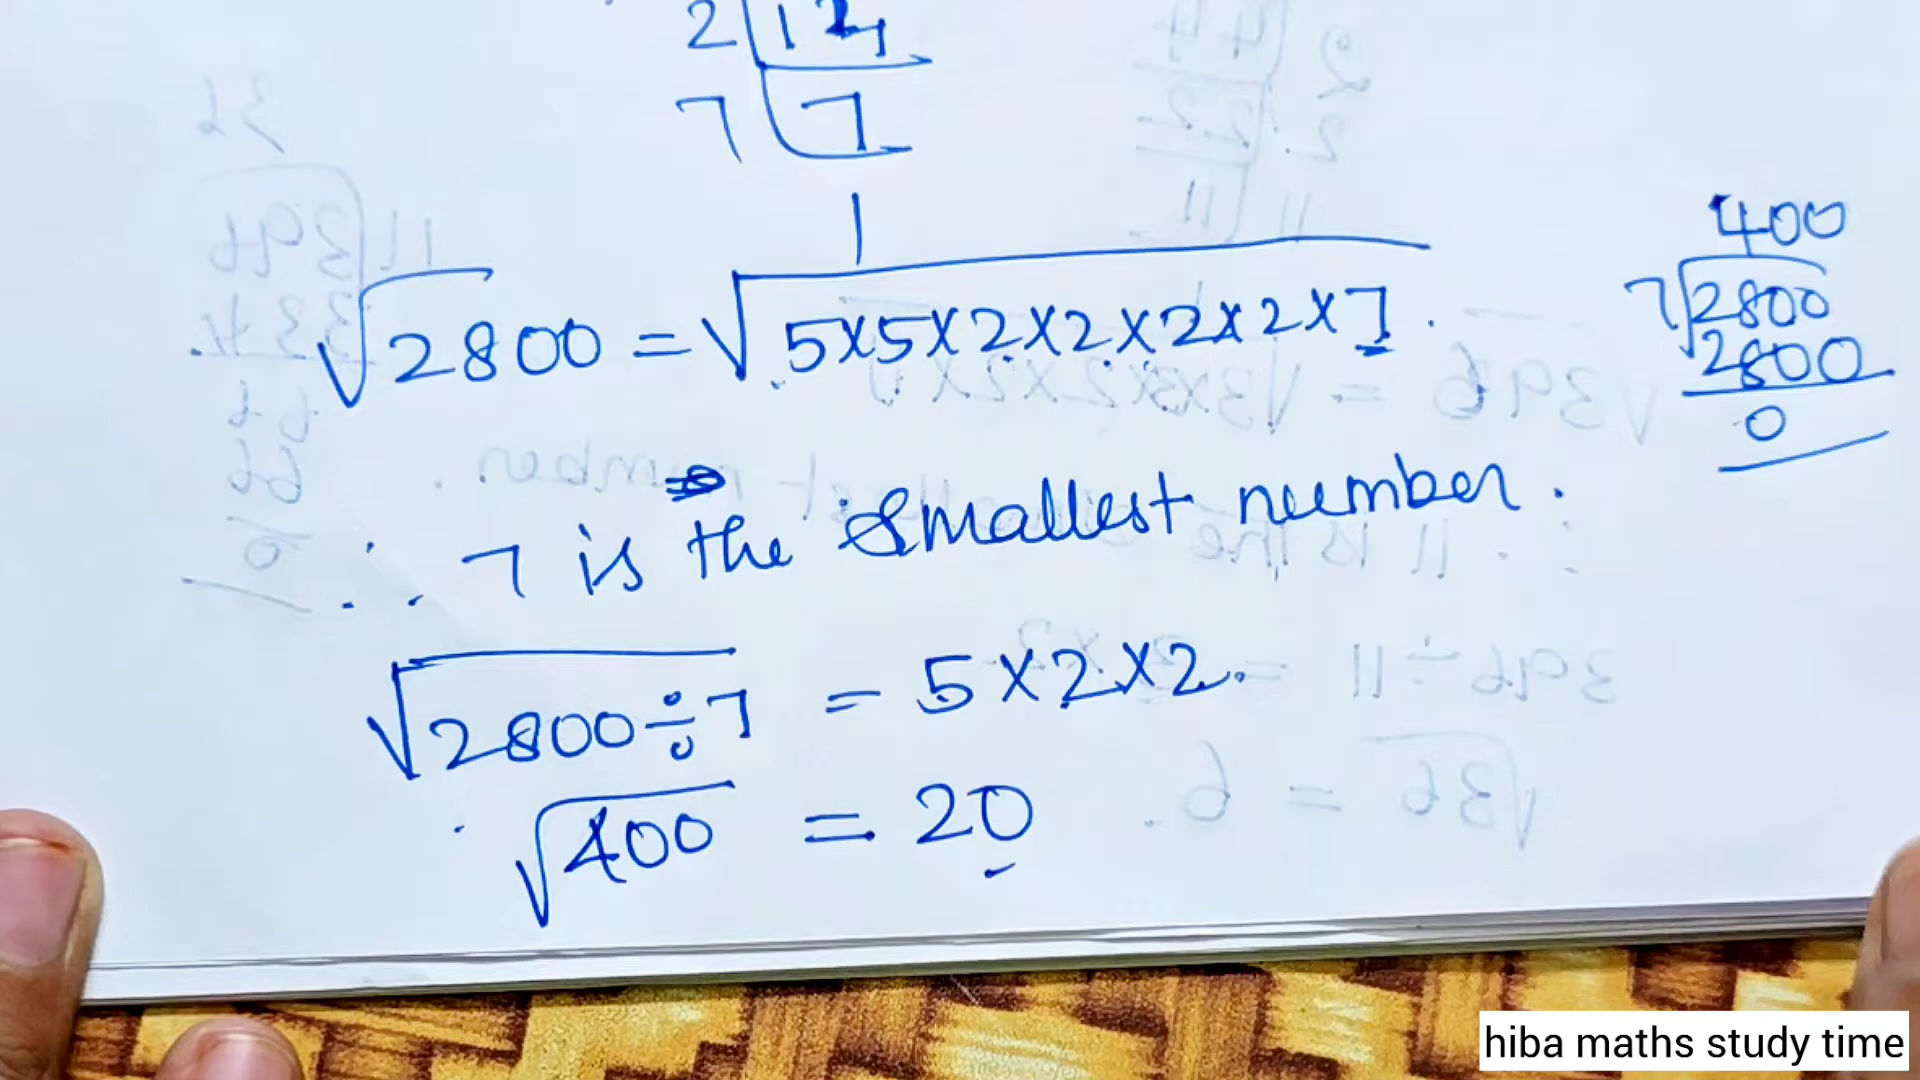 2 14
7 7
1
400
7 2800
2800
0
√2800 = √5×5×2×2×2×2×7.
∴ 7 is the smallest number.
√2800÷7 = 5×2×2.
√400 = 20
hiba maths study time